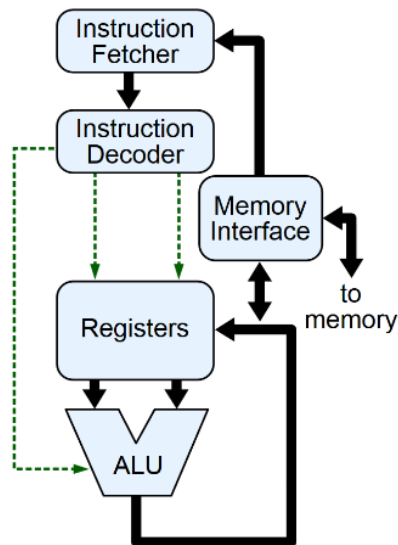 Instruction
Fetcher
Instruction
Decoder
Memory
Interface
to
memory
Registers
ALU